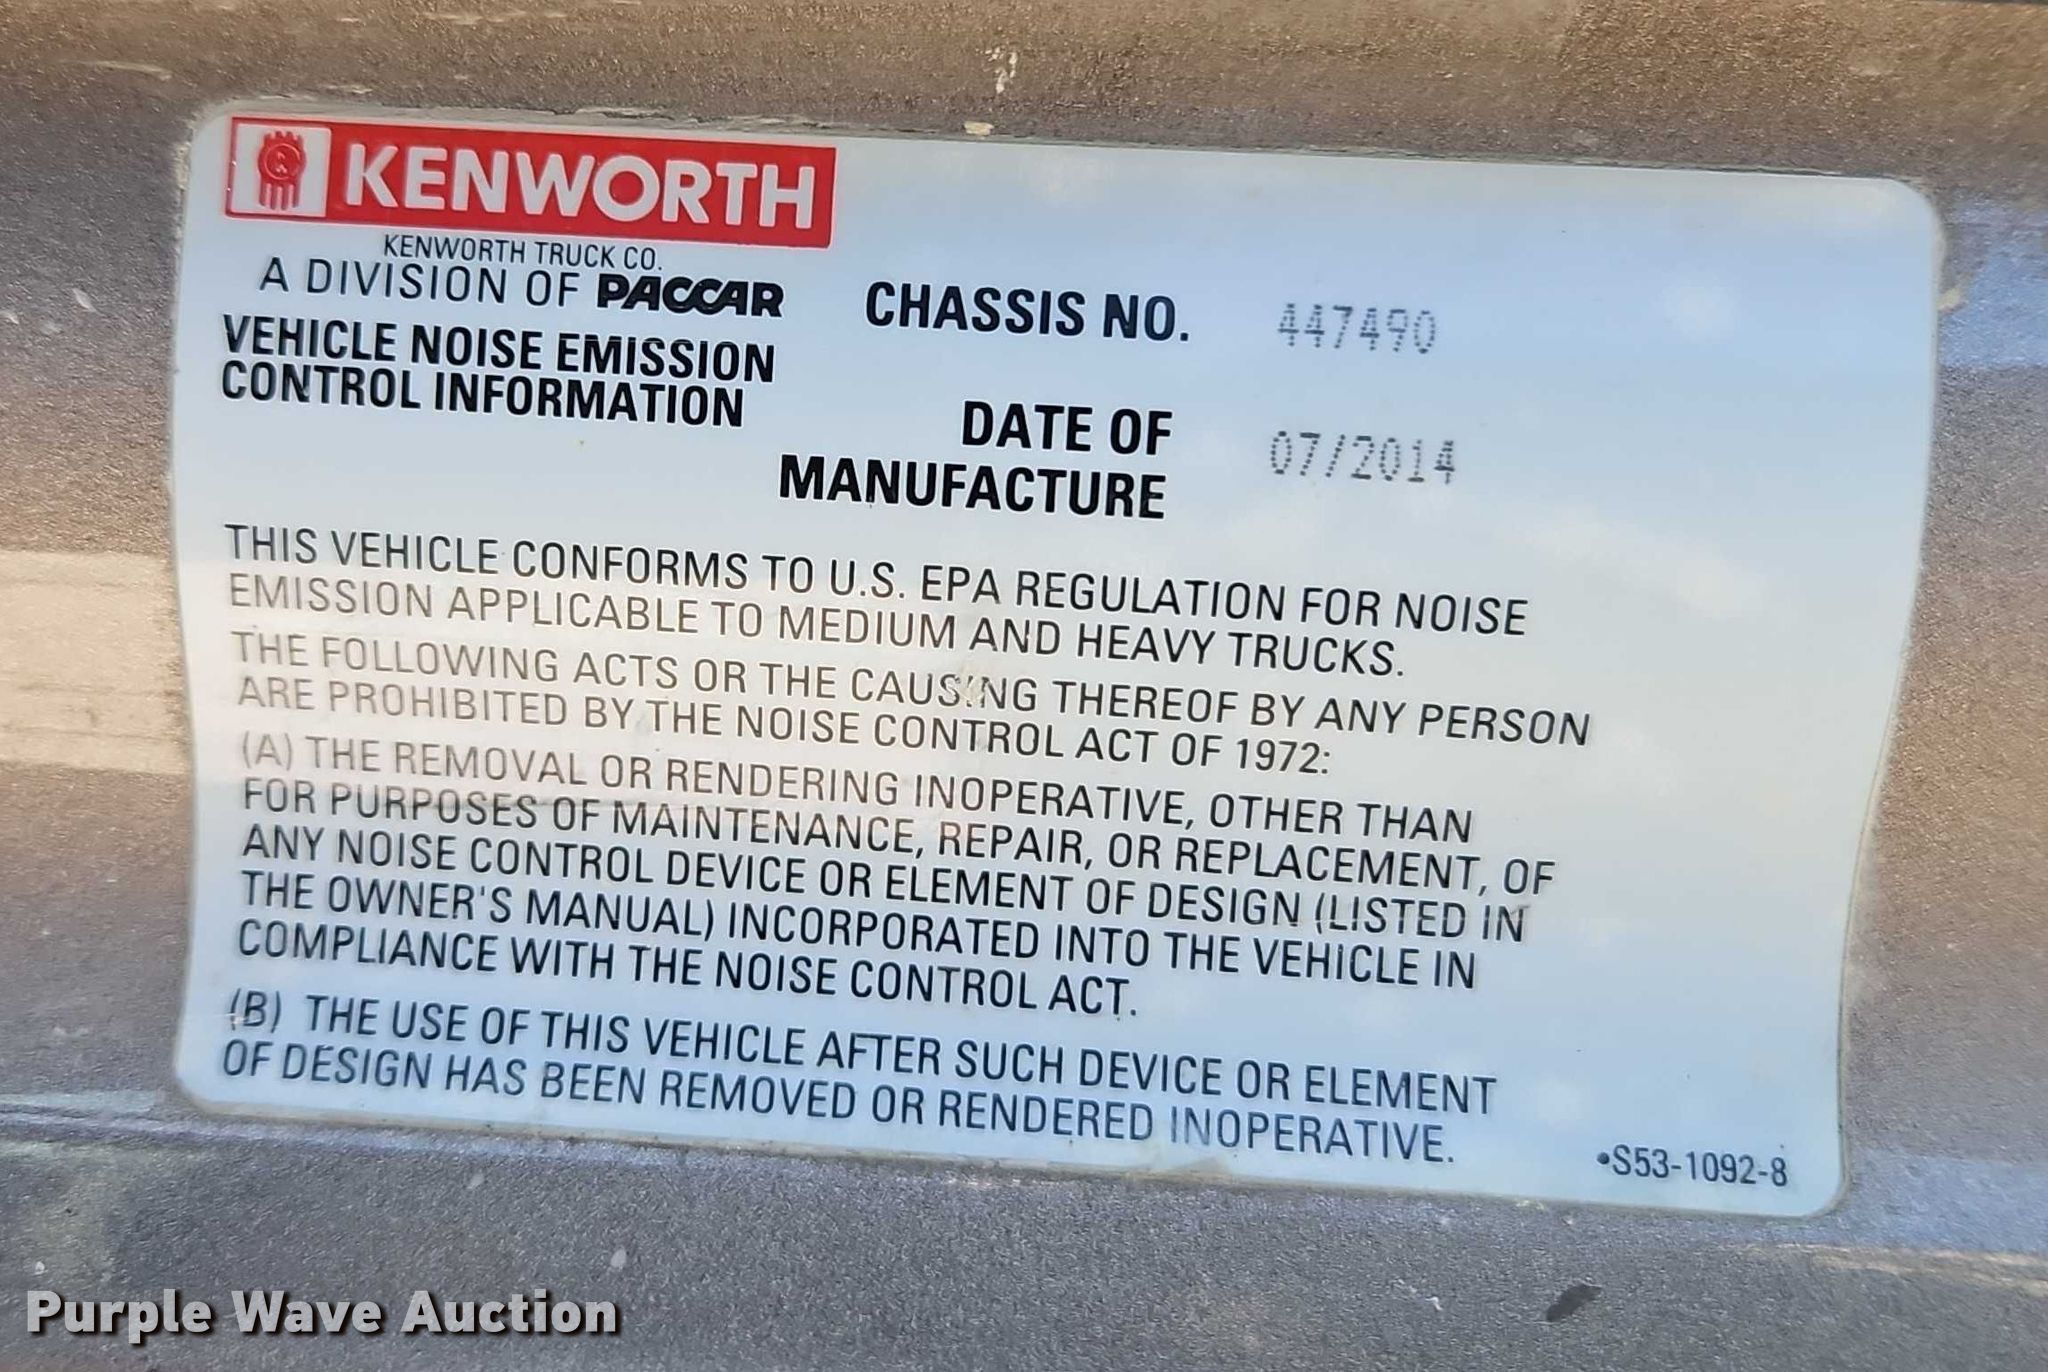 KENWORTH
KENWORTH TRUCK CO.
A DIVISION OF PACCAR
VEHICLE NOISE EMISSION
CONTROL INFORMATION
CHASSIS NO. 447490
DATE OF
MANUFACTURE 07/2014
THIS VEHICLE CONFORMS TO U.S. EPA REGULATION FOR NOISE
EMISSION APPLICABLE TO MEDIUM AND HEAVY TRUCKS.
THE FOLLOWING ACTS OR THE CAUSING THEREOF BY ANY PERSON
ARE PROHIBITED BY THE NOISE CONTROL ACT OF 1972:
(A) THE REMOVAL OR RENDERING INOPERATIVE, OTHER THAN
FOR PURPOSES OF MAINTENANCE, REPAIR, OR REPLACEMENT, OF
ANY NOISE CONTROL DEVICE OR ELEMENT OF DESIGN (LISTED IN
THE OWNER'S MANUAL) INCORPORATED INTO THE VEHICLE IN
COMPLIANCE WITH THE NOISE CONTROL ACT.
(B) THE USE OF THIS VEHICLE AFTER SUCH DEVICE OR ELEMENT
OF DESIGN HAS BEEN REMOVED OR RENDERED INOPERATIVE.
•S53-1092-8
Purple Wave Auction